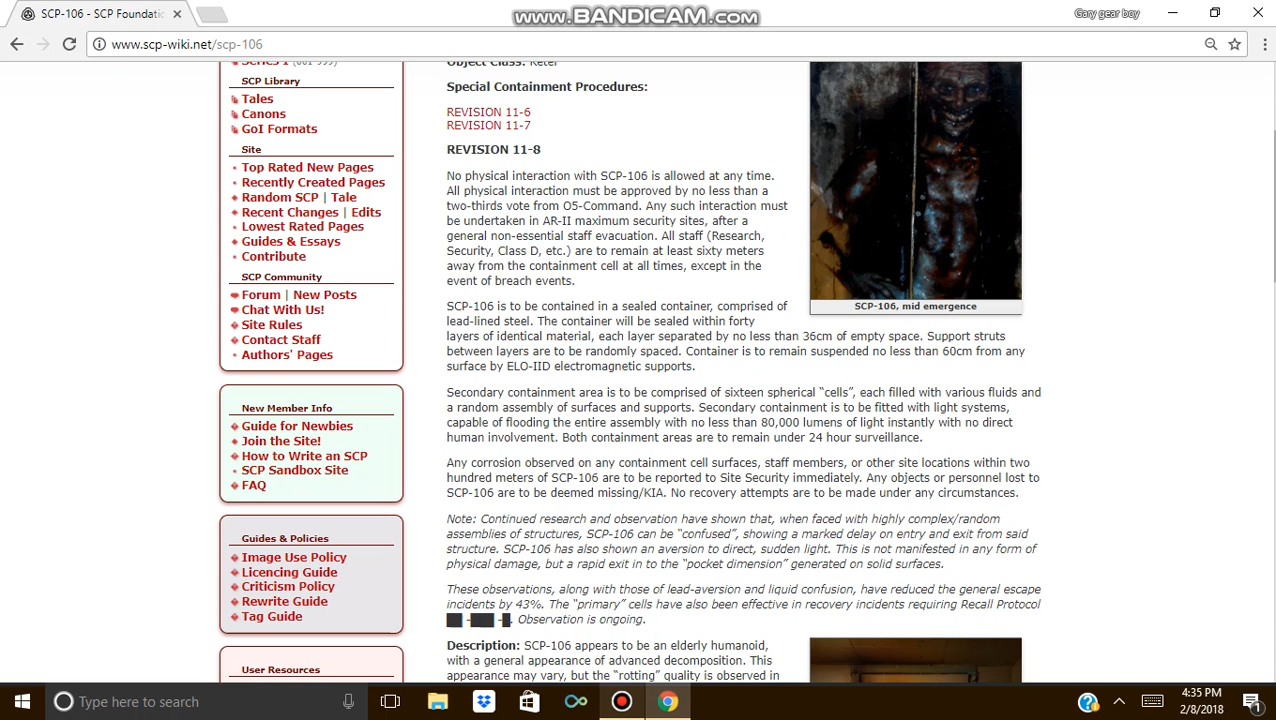 SCP-106 - SCP Foundatio
www.BANDICAM.com
Gary gear boy
www.scp-wiki.net/scp-106
Series I (001-999)
SCP Library
Tales
Canons
GoI Formats
Site
Top Rated New Pages
Recently Created Pages
Random SCP | Tale
Recent Changes | Edits
Lowest Rated Pages
Guides & Essays
Contribute
SCP Community
Forum | New Posts
Chat With Us!
Site Rules
Contact Staff
Authors' Pages
New Member Info
Guide for Newbies
Join the Site!
How to Write an SCP
SCP Sandbox Site
FAQ
Guides & Policies
Image Use Policy
Licencing Guide
Criticism Policy
Rewrite Guide
Tag Guide
User Resources
Object Class: Keter
Special Containment Procedures:
REVISION 11-6
REVISION 11-7
REVISION 11-8
No physical interaction with SCP-106 is allowed at any time.
All physical interaction must be approved by no less than a
two-thirds vote from O5-Command. Any such interaction must
be undertaken in AR-II maximum security sites, after a
general non-essential staff evacuation. All staff (Research,
Security, Class D, etc.) are to remain at least sixty meters
away from the containment cell at all times, except in the
event of breach events.
SCP-106, mid emergence
SCP-106 is to be contained in a sealed container, comprised of
lead-lined steel. The container will be sealed within forty
layers of identical material, each layer separated by no less than 36cm of empty space. Support struts
between layers are to be randomly spaced. Container is to remain suspended no less than 60cm from any
surface by ELO-IID electromagnetic supports.
Secondary containment area is to be comprised of sixteen spherical “cells”, each filled with various fluids and
a random assembly of surfaces and supports. Secondary containment is to be fitted with light systems,
capable of flooding the entire assembly with no less than 80,000 lumens of light instantly with no direct
human involvement. Both containment areas are to remain under 24 hour surveillance.
Any corrosion observed on any containment cell surfaces, staff members, or other site locations within two
hundred meters of SCP-106 are to be reported to Site Security immediately. Any objects or personnel lost to
SCP-106 are to be deemed missing/KIA. No recovery attempts are to be made under any circumstances.
Note: Continued research and observation have shown that, when faced with highly complex/random
assemblies of structures, SCP-106 can be “confused”, showing a marked delay on entry and exit from said
structure. SCP-106 has also shown an aversion to direct, sudden light. This is not manifested in any form of
physical damage, but a rapid exit in to the “pocket dimension” generated on solid surfaces.
These observations, along with those of lead-aversion and liquid confusion, have reduced the general escape
incidents by 43%. The “primary” cells have also been effective in recovery incidents requiring Recall Protocol
██ -███ -█. Observation is ongoing.
Description: SCP-106 appears to be an elderly humanoid,
with a general appearance of advanced decomposition. This
appearance may vary, but the “rotting” quality is observed in
Type here to search
4:35 PM
2/8/2018
1